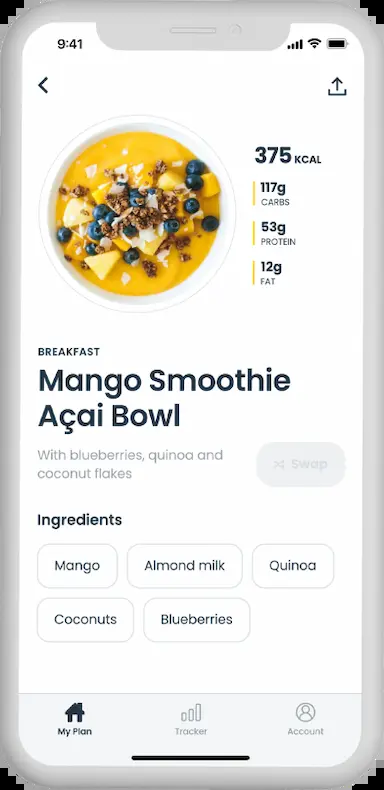 9:41
375 KCAL
117g
CARBS
53g
PROTEIN
12g
FAT
BREAKFAST
Mango Smoothie
Açai Bowl
With blueberries, quinoa and
coconut flakes
Swap
Ingredients
Mango
Almond milk
Quinoa
Coconuts
Blueberries
My Plan
Tracker
Account